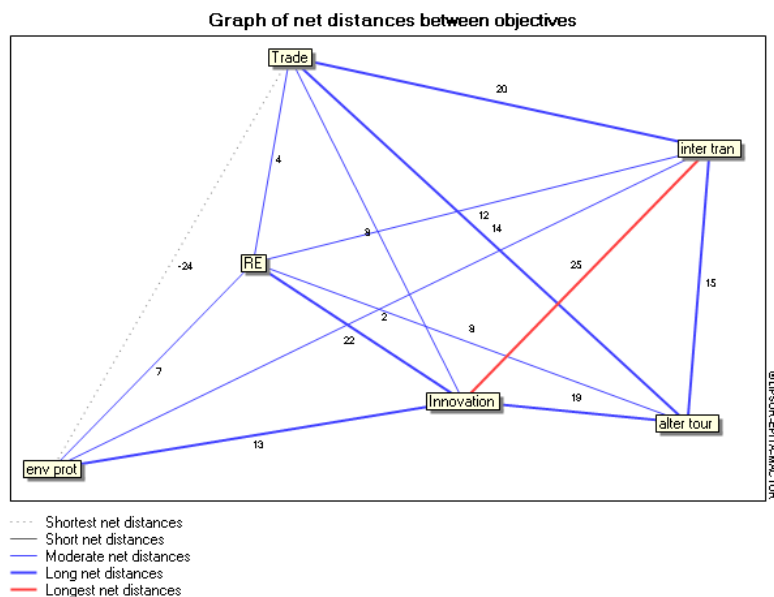 Graph of net distances between objectives
Trade
20
inter tran
4
12
9
14
-24
RE
25
15
2
8
22
7
Innovation
19
alter tour
13
env prot
Shortest net distances
Short net distances
Moderate net distances
Long net distances
Longest net distances